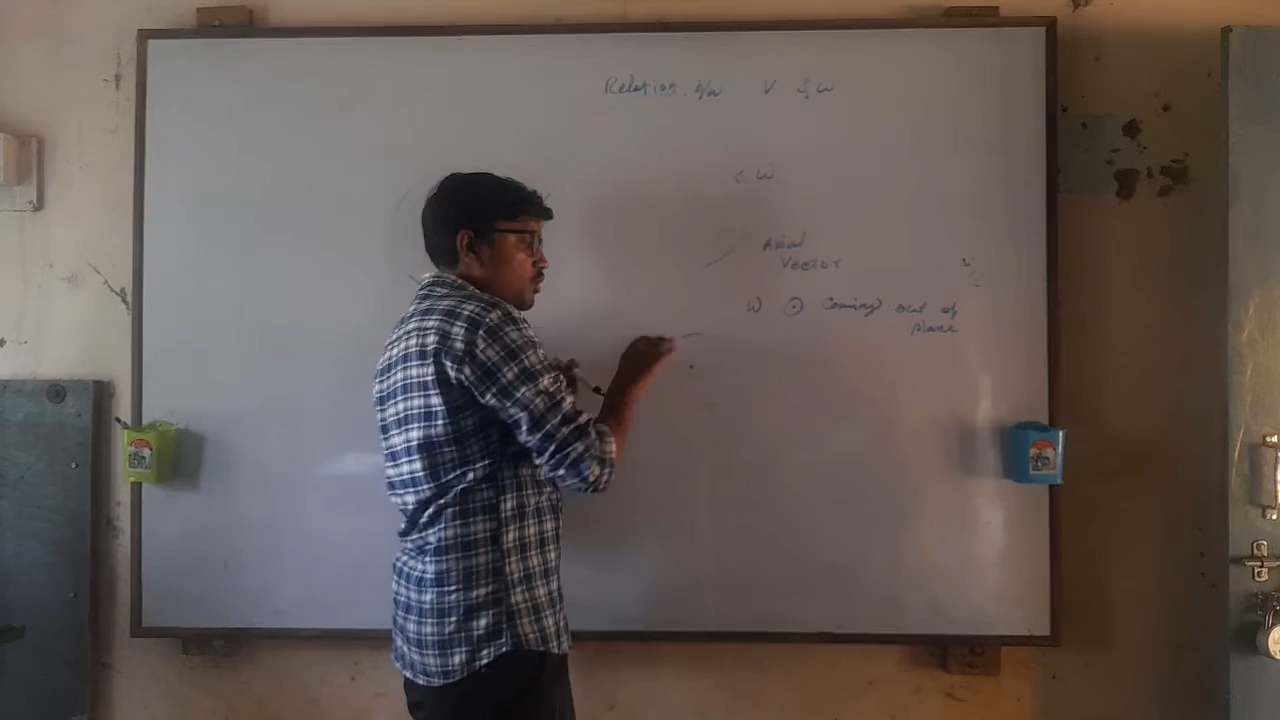 Relation b/w V & W
W
Axial
Vector
W ⊙ Coming out of
plane